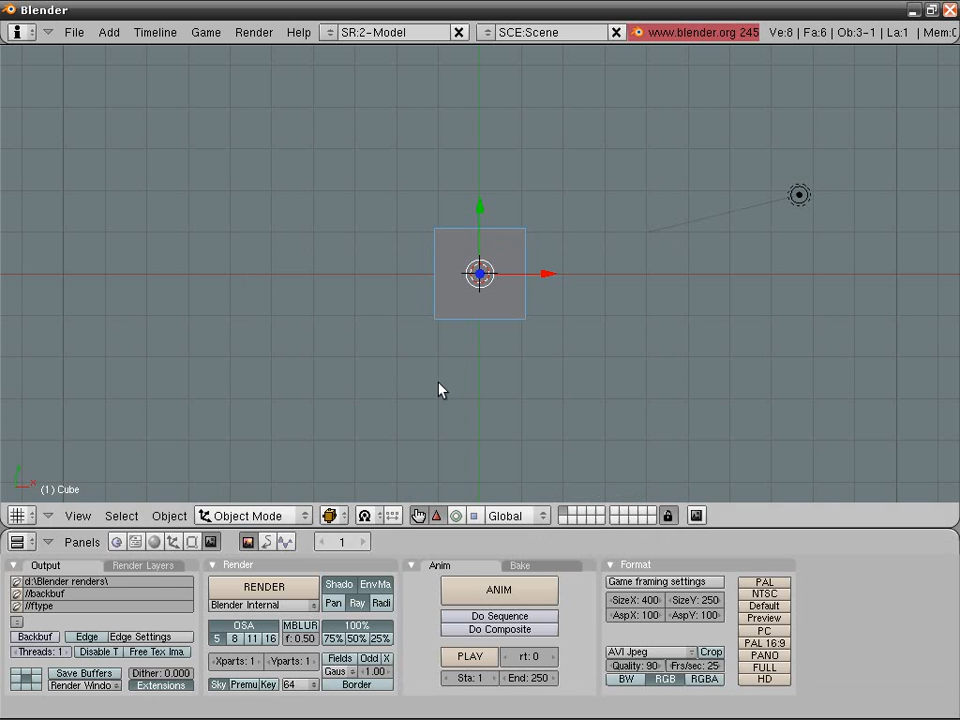 Blender
File Add Timeline Game Render Help SR:2-Model SCE:Scene www.blender.org 245 Ve:8 | Fa:6 | Ob:3-1 | La:1 | Mem:
(1) Cube
View Select Object Object Mode Global
Panels 1
Output Render Layers
d:\Blender renders\
//backbuf
//ftype
Backbuf Edge Edge Settings
Threads: 1 Disable T Free Tex Ima
Save Buffers Dither: 0.000
Render Windo Extensions
Render
RENDER
Blender Internal
Shado EnvMa
Pan Ray Radi
OSA MBLUR 100%
5 8 11 16 f: 0.50 75% 50% 25%
Xparts: 1 Yparts: 1 Fields Odd X
Gaus 1.00
Sky Premu Key 64 Border
Anim Bake
ANIM
Do Sequence
Do Composite
PLAY rt: 0
Sta: 1 End: 250
Format
Game framing settings
SizeX: 400 SizeY: 250
AspX: 100 AspY: 100
AVI Jpeg Crop
Quality: 90 Frs/sec: 25
BW RGB RGBA
PAL
NTSC
Default
Preview
PC
PAL 16:9
PANO
FULL
HD